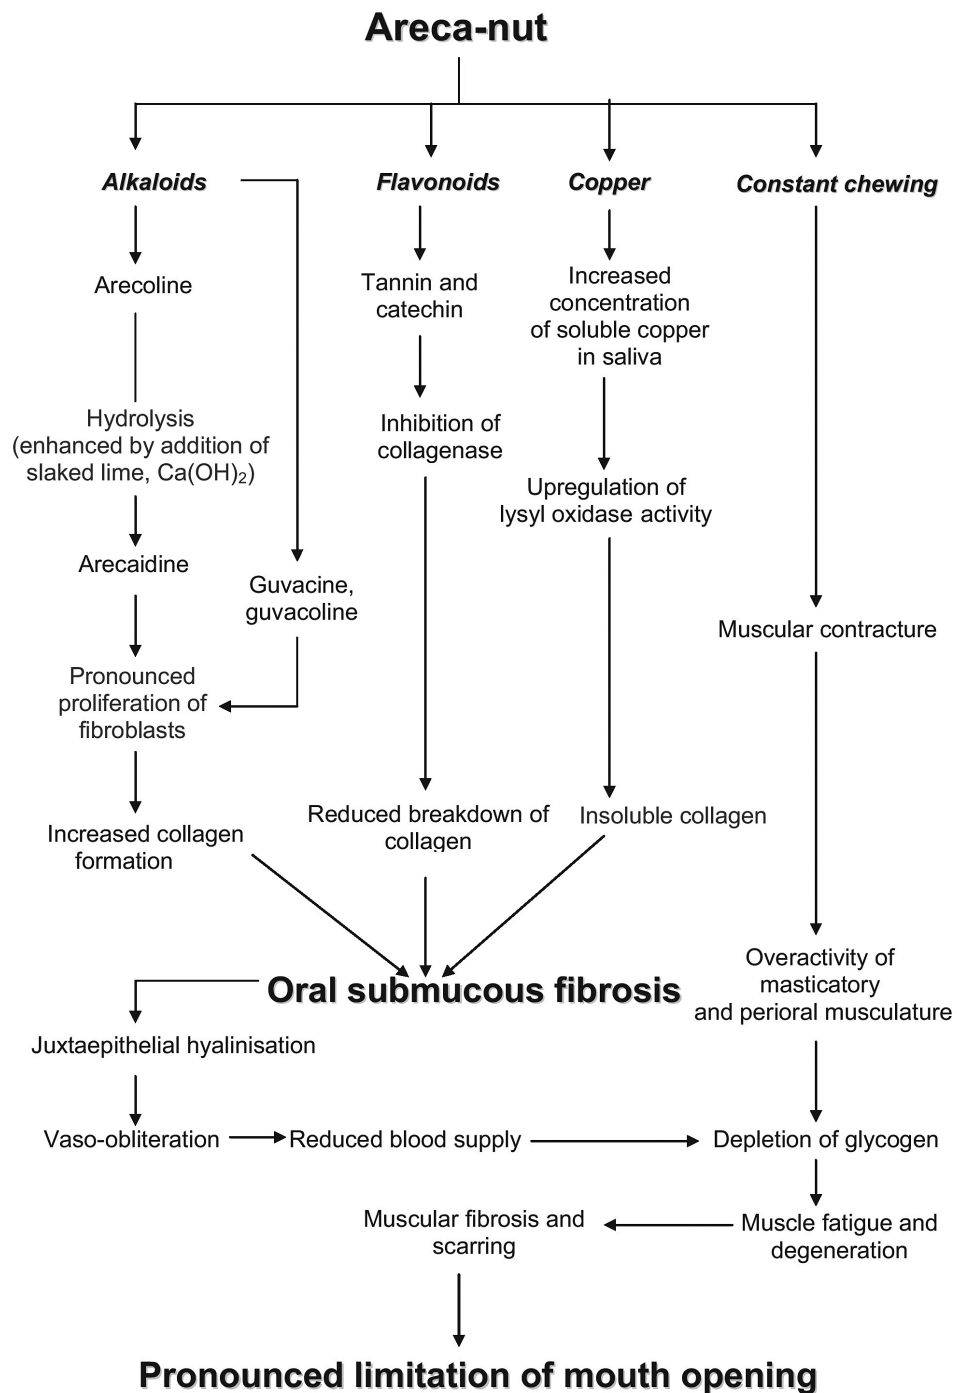 Areca-nut
Alkaloids
Flavonoids
Copper
Constant chewing
Arecoline
Tannin and
catechin
Increased
concentration
of soluble copper
in saliva
Hydrolysis
(enhanced by addition of
slaked lime, Ca(OH)₂)
Inhibition of
collagenase
Upregulation of
lysyl oxidase activity
Arecaidine
Guvacine,
guvacoline
Muscular contracture
Pronounced
proliferation of
fibroblasts
Increased collagen
formation
Reduced breakdown of
collagen
Insoluble collagen
Oral submucous fibrosis
Overactivity of
masticatory
and perioral musculature
Juxtaepithelial hyalinisation
Vaso-obliteration
Reduced blood supply
Depletion of glycogen
Muscular fibrosis and
scarring
Muscle fatigue and
degeneration
Pronounced limitation of mouth opening